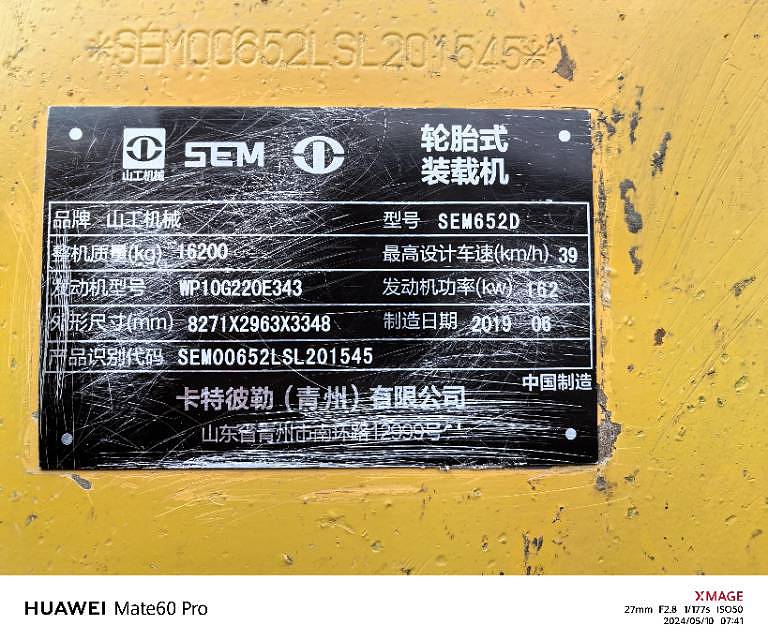 *SEM00652LSL201545*
山工机械 SEM
轮胎式
装载机
品牌 山工机械 型号 SEM652D
整机质量(kg) 16200 最高设计车速(km/h) 39
发动机型号 WP10G220E343 发动机功率(kw) 162
外形尺寸(mm) 8271X2963X3348 制造日期 2019 06
产品识别代码 SEM00652LSL201545
中国制造
卡特彼勒（青州）有限公司
山东省青州市南环路12999号
HUAWEI Mate60 Pro
XMAGE
27mm F2.8 1/177s ISO50
2024/05/10 07:41